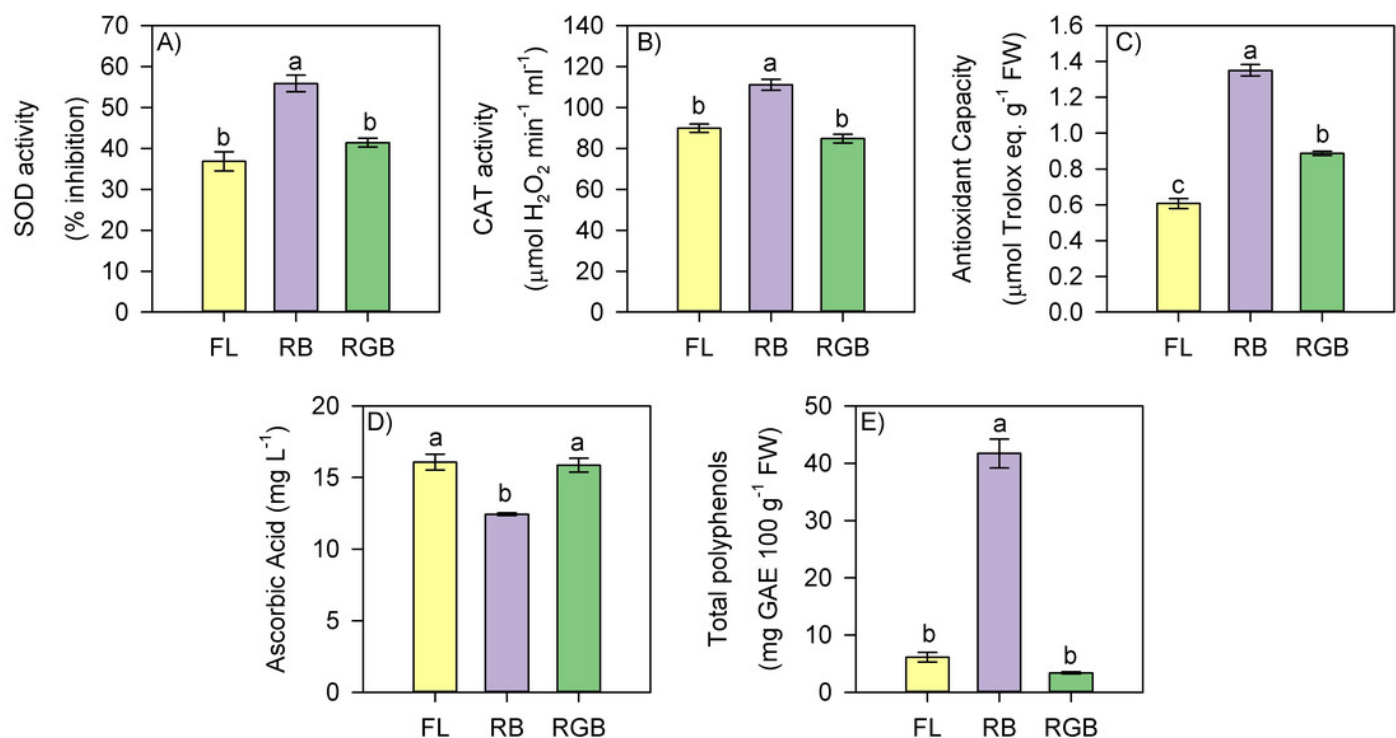 A)
SOD activity
(% inhibition)
70
60
50
40
30
20
10
0
b
a
b
FL RB RGB
B)
CAT activity
(μmol H₂O₂ min⁻¹ ml⁻¹)
140
120
100
80
60
40
20
0
b
a
b
FL RB RGB
C)
Antioxidant Capacity
(μmol Trolox eq. g⁻¹ FW)
1.6
1.4
1.2
1.0
0.8
0.6
0.4
0.2
0.0
c
a
b
FL RB RGB
D)
Ascorbic Acid (mg L⁻¹)
20
15
10
5
0
a
b
a
FL RB RGB
E)
Total polyphenols
(mg GAE 100 g⁻¹ FW)
50
40
30
20
10
0
b
a
b
FL RB RGB